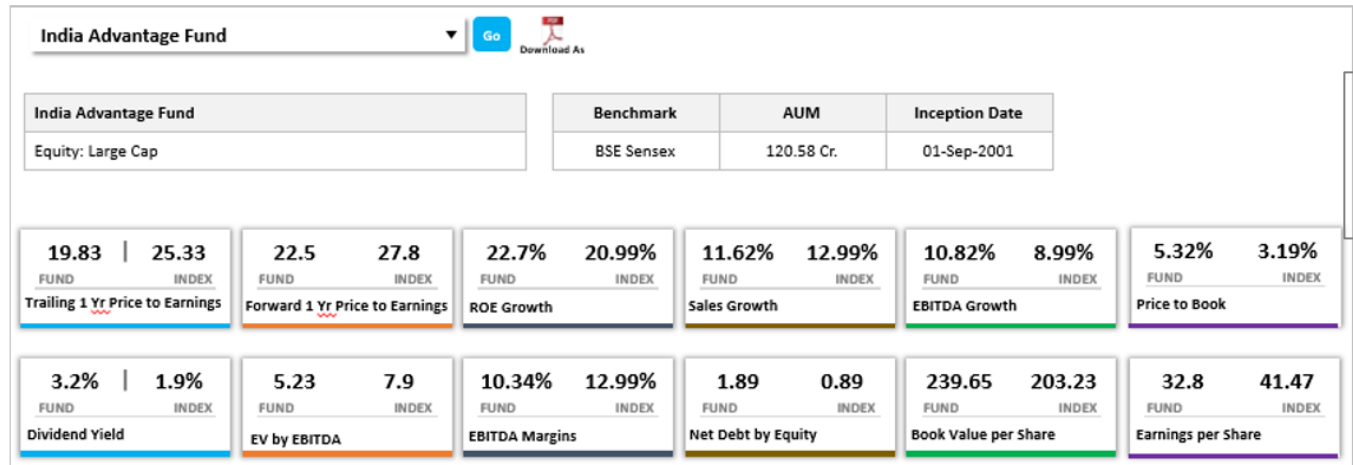 India Advantage Fund ▼ Go PDF
Download As
India Advantage Fund
Equity: Large Cap
Benchmark AUM Inception Date
BSE Sensex 120.58 Cr. 01-Sep-2001
19.83 | 25.33
FUND INDEX
Trailing 1 Yr Price to Earnings
22.5 27.8
FUND INDEX
Forward 1 Yr Price to Earnings
22.7% 20.99%
FUND INDEX
ROE Growth
11.62% 12.99%
FUND INDEX
Sales Growth
10.82% 8.99%
FUND INDEX
EBITDA Growth
5.32% 3.19%
FUND INDEX
Price to Book
3.2% | 1.9%
FUND INDEX
Dividend Yield
5.23 7.9
FUND INDEX
EV by EBITDA
10.34% 12.99%
FUND INDEX
EBITDA Margins
1.89 0.89
FUND INDEX
Net Debt by Equity
239.65 203.23
FUND INDEX
Book Value per Share
32.8 41.47
FUND INDEX
Earnings per Share